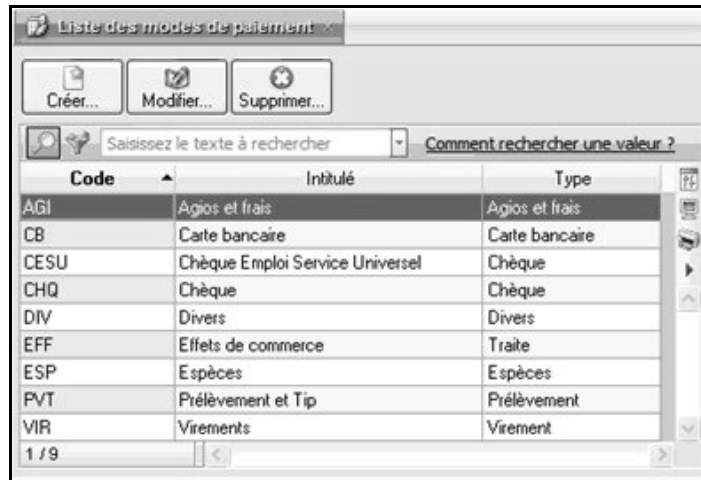 Liste des modes de paiement
Créer... Modifier... Supprimer...
Saisissez le texte à rechercher Comment rechercher une valeur ?
Code Intitulé Type
AGI Agios et frais Agios et frais
CB Carte bancaire Carte bancaire
CESU Chèque Emploi Service Universel Chèque
CHQ Chèque Chèque
DIV Divers Divers
EFF Effets de commerce Traite
ESP Espèces Espèces
PVT Prélèvement et Tip Prélèvement
VIR Virements Virement
1 / 9